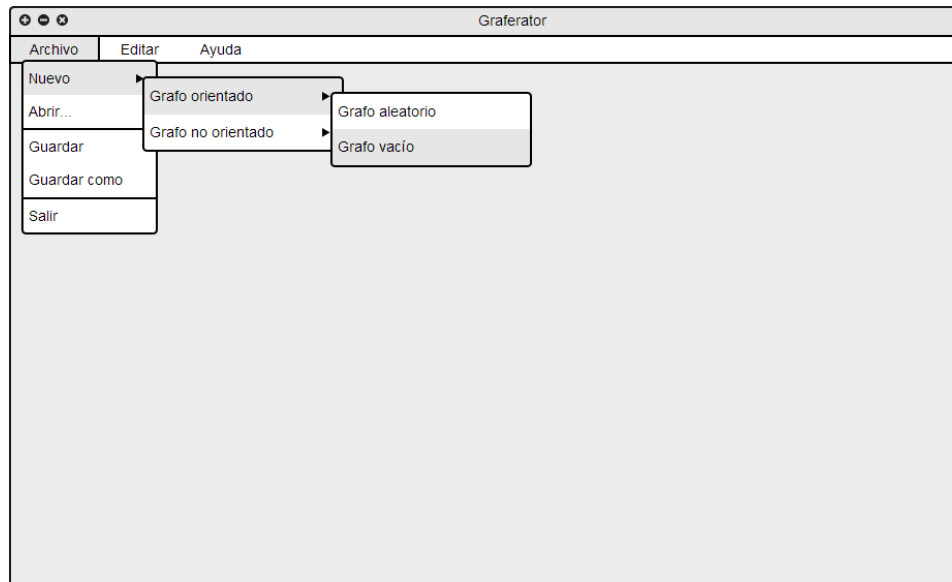 Graferator
Archivo Editar Ayuda
Nuevo
Abrir...
Guardar
Guardar como
Salir
Grafo orientado
Grafo no orientado
Grafo aleatorio
Grafo vacío